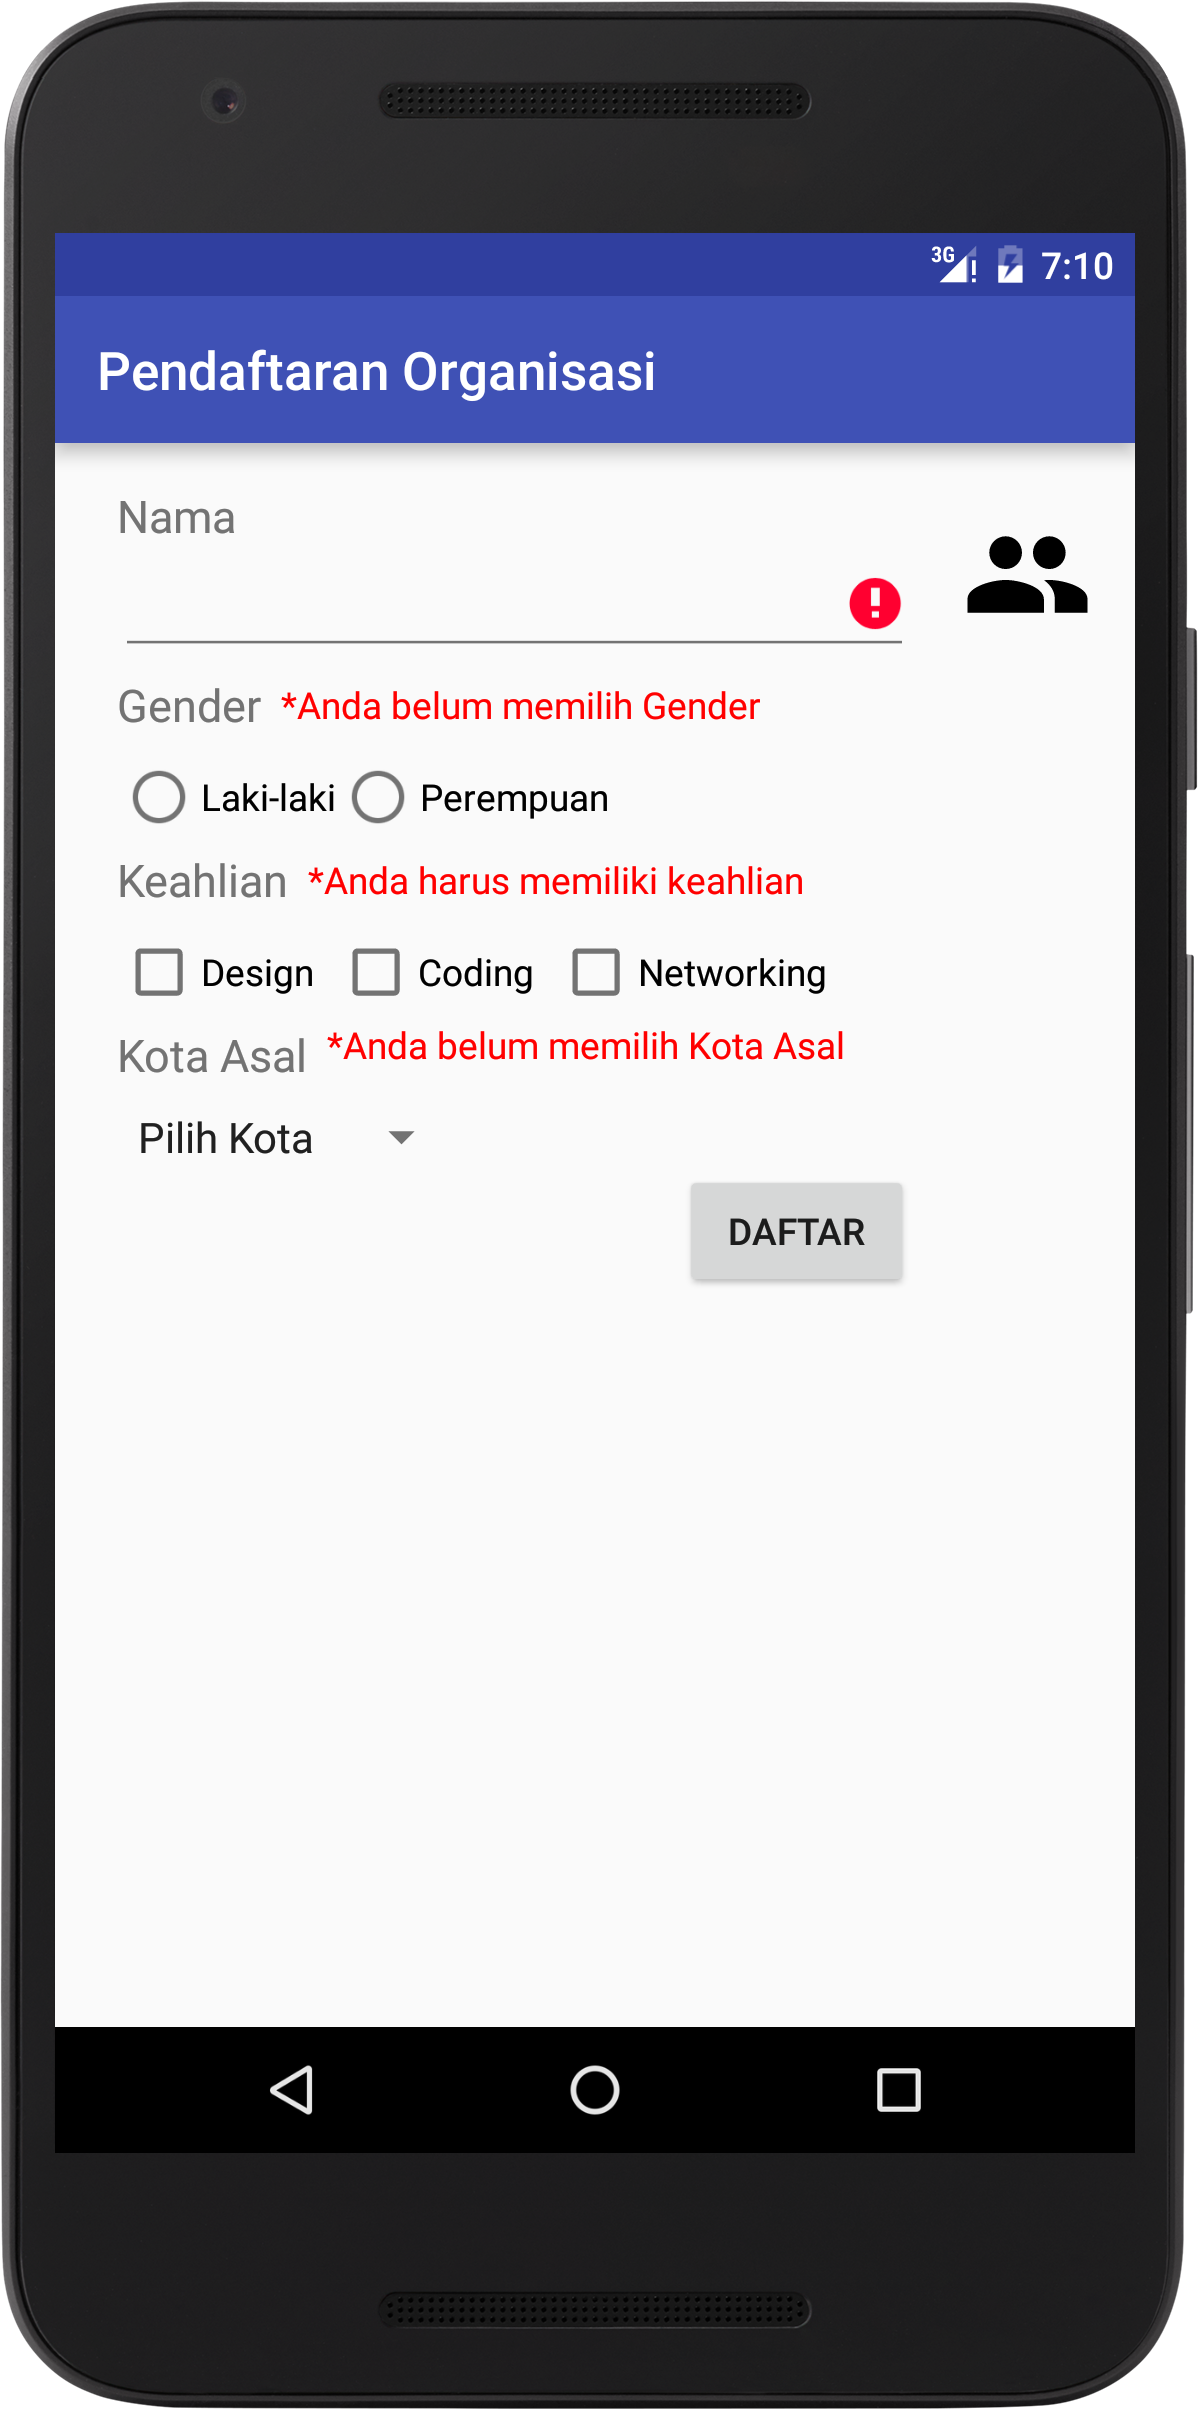 3G 7:10
Pendaftaran Organisasi
Nama
Gender *Anda belum memilih Gender
Laki-laki Perempuan
Keahlian *Anda harus memiliki keahlian
Design Coding Networking
Kota Asal *Anda belum memilih Kota Asal
Pilih Kota
DAFTAR